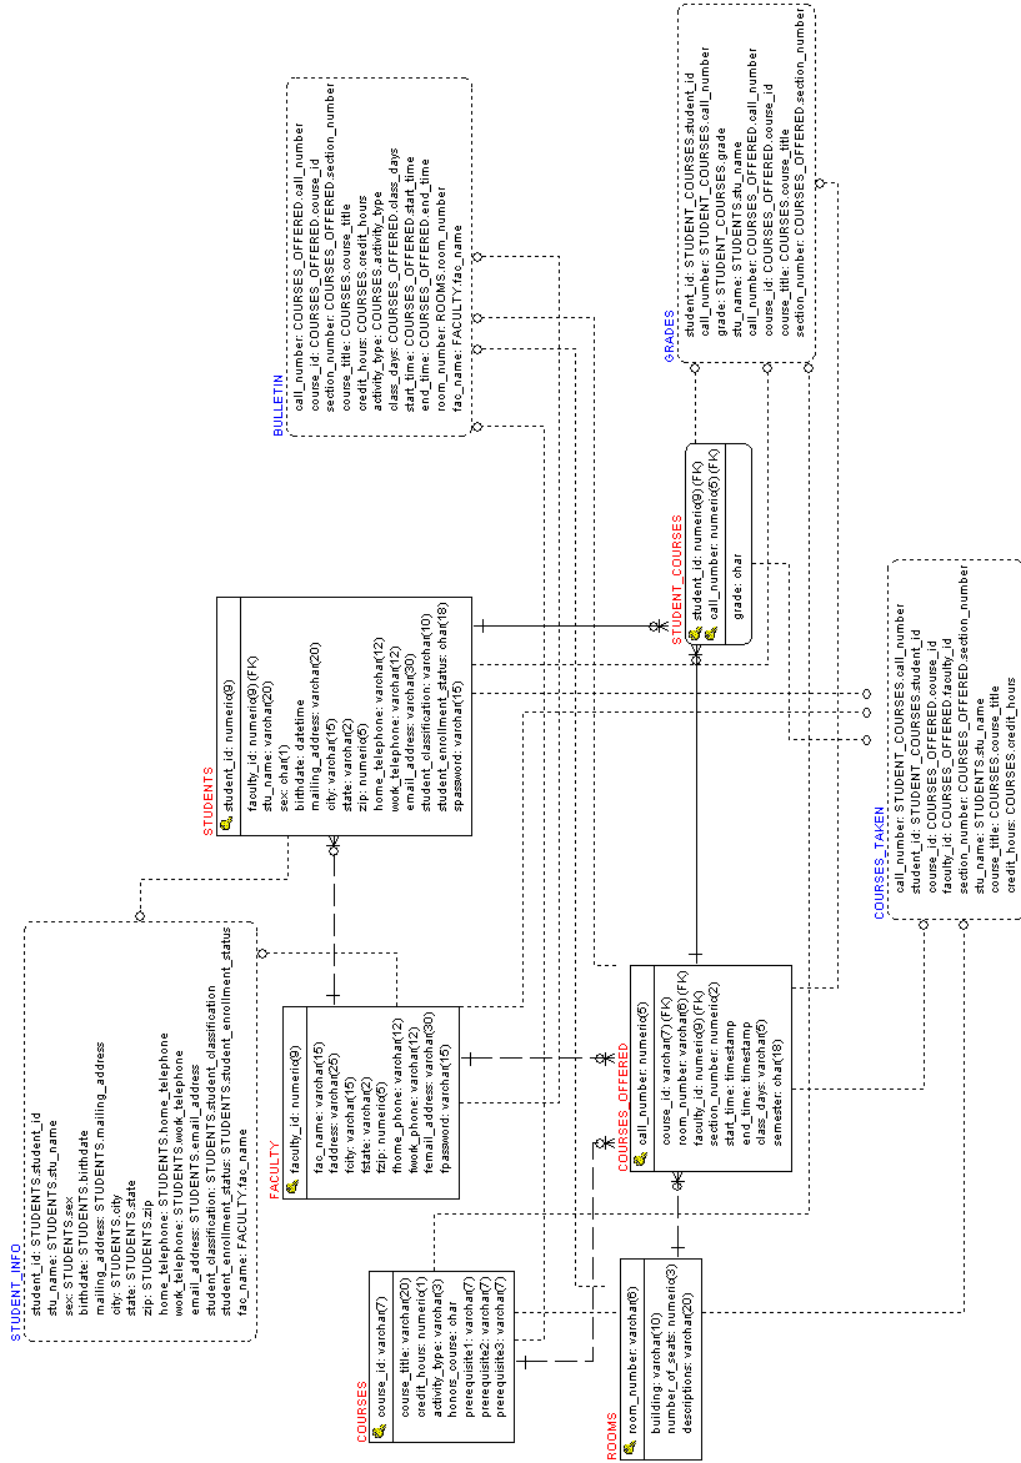 STUDENT_INFO
student_id: STUDENTS.student_id
stu_name: STUDENTS.stu_name
sex: STUDENTS.sex
birthdate: STUDENTS.birthdate
mailing_address: STUDENTS.mailing_address
city: STUDENTS.city
state: STUDENTS.state
zip: STUDENTS.zip
home_telephone: STUDENTS.home_telephone
work_telephone: STUDENTS.work_telephone
email_address: STUDENTS.email_address
student_classification: STUDENTS.student_classification
student_enrollment_status: STUDENTS.student_enrollment_status
fac_name: FACULTY.fac_name
STUDENTS
student_id: numeric(9)
faculty_id: numeric(9) (FK)
stu_name: varchar(20)
sex: char(1)
birthdate: datetime
mailing_address: varchar(20)
city: varchar(15)
state: varchar(2)
zip: numeric(5)
home_telephone: varchar(12)
work_telephone: varchar(12)
email_address: varchar(30)
student_classification: varchar(10)
student_enrollment_status: char(18)
spassword: varchar(15)
BULLETIN
call_number: COURSES_OFFERED.call_number
course_id: COURSES_OFFERED.course_id
section_number: COURSES_OFFERED.section_number
course_title: COURSES.course_title
credit_hours: COURSES.credit_hours
activity_type: COURSES.activity_type
class_days: COURSES_OFFERED.class_days
start_time: COURSES_OFFERED.start_time
end_time: COURSES_OFFERED.end_time
room_number: ROOMS.room_number
fac_name: FACULTY.fac_name
FACULTY
faculty_id: numeric(9)
fac_name: varchar(15)
faddress: varchar(25)
fcity: varchar(15)
fstate: varchar(2)
fzip: numeric(5)
fhome_phone: varchar(12)
fwork_phone: varchar(12)
femail_address: varchar(30)
fpassword: varchar(15)
COURSES
course_id: varchar(7)
course_title: varchar(20)
credit_hours: numeric(1)
activity_type: varchar(3)
honors_course: char
prerequisite1: varchar(7)
prerequisite2: varchar(7)
prerequisite3: varchar(7)
COURSES_OFFERED
call_number: numeric(5)
course_id: varchar(7) (FK)
room_number: varchar(6) (FK)
faculty_id: numeric(9) (FK)
section_number: numeric(2)
start_time: timestamp
end_time: timestamp
class_days: varchar(5)
semester: char(18)
STUDENT_COURSES
student_id: numeric(9) (FK)
call_number: numeric(5) (FK)
grade: char
GRADES
student_id: STUDENT_COURSES.student_id
call_number: STUDENT_COURSES.call_number
grade: STUDENT_COURSES.grade
stu_name: STUDENTS.stu_name
call_number: COURSES_OFFERED.call_number
course_id: COURSES_OFFERED.course_id
course_title: COURSES.course_title
section_number: COURSES_OFFERED.section_number
ROOMS
room_number: varchar(6)
building: varchar(10)
number_of_seats: numeric(3)
descriptions: varchar(20)
COURSES_TAKEN
call_number: STUDENT_COURSES.call_number
student_id: STUDENT_COURSES.student_id
course_id: COURSES_OFFERED.course_id
faculty_id: COURSES_OFFERED.faculty_id
section_number: COURSES_OFFERED.section_number
stu_name: STUDENTS.stu_name
course_title: COURSES.course_title
credit_hours: COURSES.credit_hours